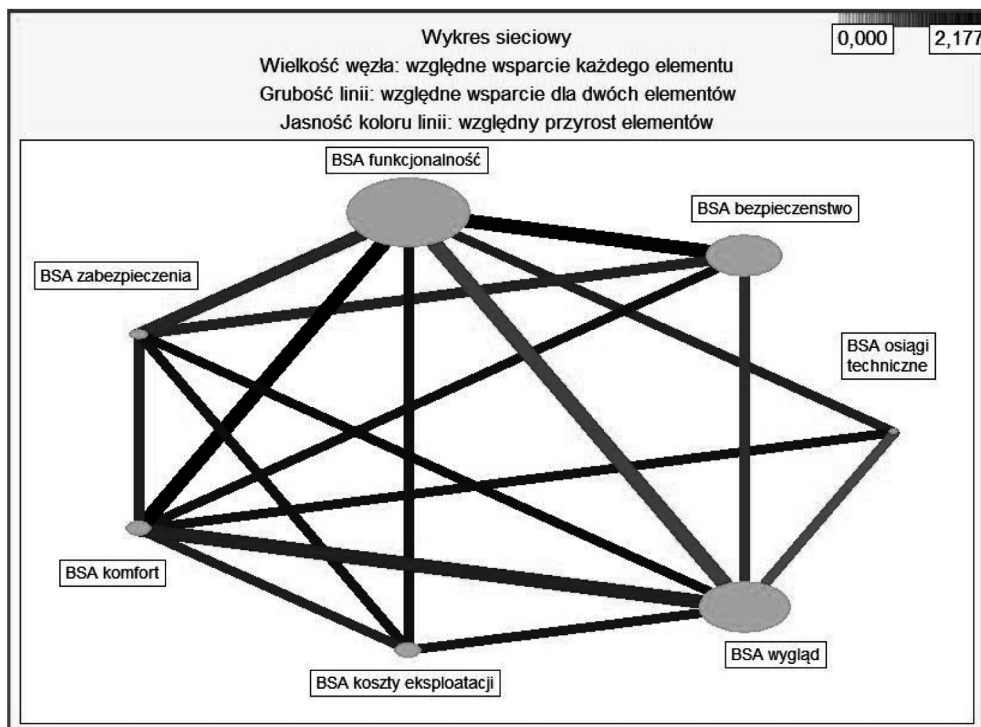 Wykres sieciowy
Wielkość węzła: względne wsparcie każdego elementu
Grubość linii: względne wsparcie dla dwóch elementów
Jasność koloru linii: względny przyrost elementów
0,000
2,177
BSA funkcjonalność
BSA bezpieczenstwo
BSA zabezpieczenia
BSA osiągi
techniczne
BSA komfort
BSA wygląd
BSA koszty eksploatacji